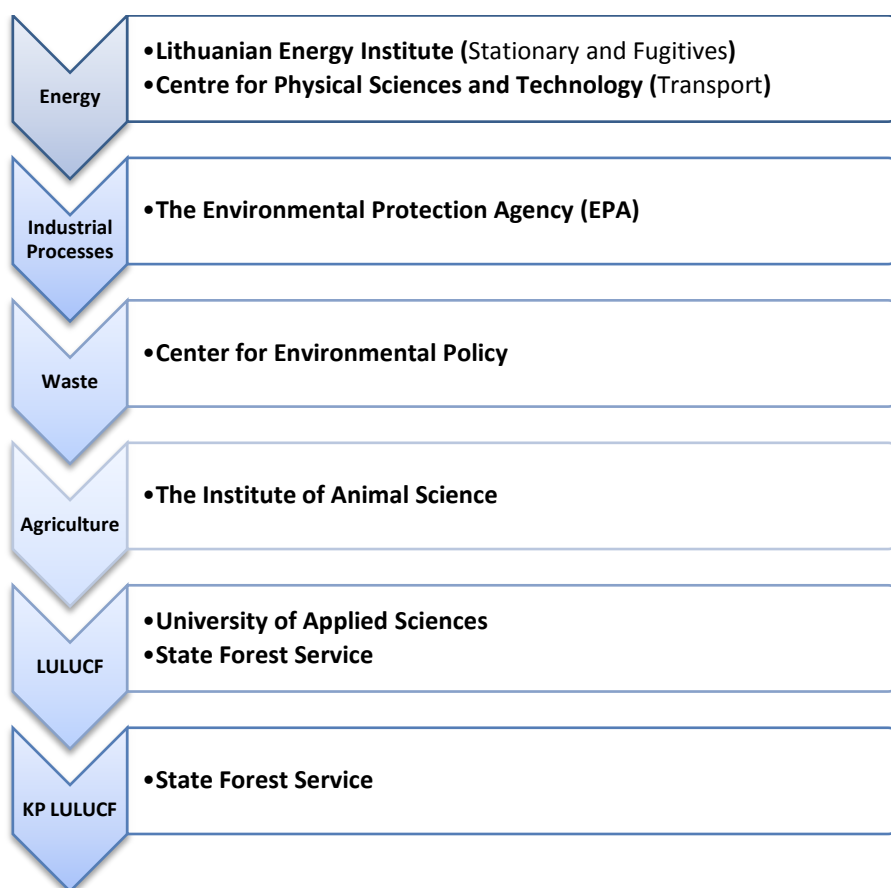 Energy
•Lithuanian Energy Institute (Stationary and Fugitives)
•Centre for Physical Sciences and Technology (Transport)
Industrial
Processes
•The Environmental Protection Agency (EPA)
Waste
•Center for Environmental Policy
Agriculture
•The Institute of Animal Science
LULUCF
•University of Applied Sciences
•State Forest Service
KP LULUCF
•State Forest Service